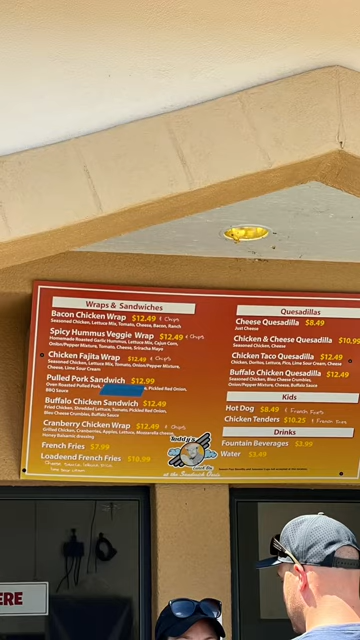 Wraps & Sandwiches
Bacon Chicken Wrap $12.49 & Chips
Seasoned Chicken, Lettuce Mix, Tomato, Cheese, Bacon, Ranch
Spicy Hummus Veggie Wrap $12.49 & Chips
Homemade Roasted Garlic Hummus, Lettuce Mix, Cajun Corn,
Onion/Pepper Mixture, Tomato, Cheese, Sriracha Mayo
Chicken Fajita Wrap $12.49 & Chips
Seasoned Chicken, Lettuce Mix, Tomato, Onion/Pepper Mixture,
Cheese, Lime Sour Cream
Pulled Pork Sandwich $12.99
Oven Roasted Pulled Pork, Pickled Red Onion,
BBQ Sauce
Buffalo Chicken Sandwich $12.49
Fried Chicken, Shredded Lettuce, Tomato, Pickled Red Onion,
Bleu Cheese Crumbles, Buffalo Sauce
Cranberry Chicken Wrap $12.49 & Chips
Grilled Chicken, Cranberries, Apples, Lettuce, Mozzarella cheese,
Honey Balsamic dressing
French Fries $7.99
Loadeend French Fries $10.99
Quesadillas
Cheese Quesadilla $8.49
Just Cheese
Chicken & Cheese Quesadilla $10.99
Seasoned Chicken, Cheese
Chicken Taco Quesadilla $12.49
Chicken, Doritos, Lettuce, Pico, Lime Sour Cream, Cheese
Buffalo Chicken Quesadilla $12.49
Seasoned Chicken, Bleu Cheese Crumbles,
Onion/Pepper Mixture, Cheese, Buffalo Sauce
Kids
Hot Dog $8.49 & French Fries
Chicken Tenders $10.25 & French Fries
Drinks
Fountain Beverages $3.99
Water $3.49
Teddy's
at the Sandwich Dock
ERE